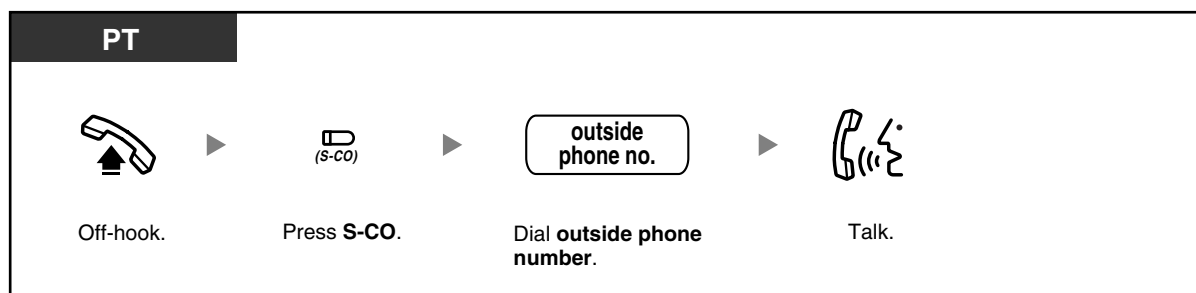 PT
(S-CO)
outside
phone no.
Off-hook.
Press S-CO.
Dial outside phone
number.
Talk.